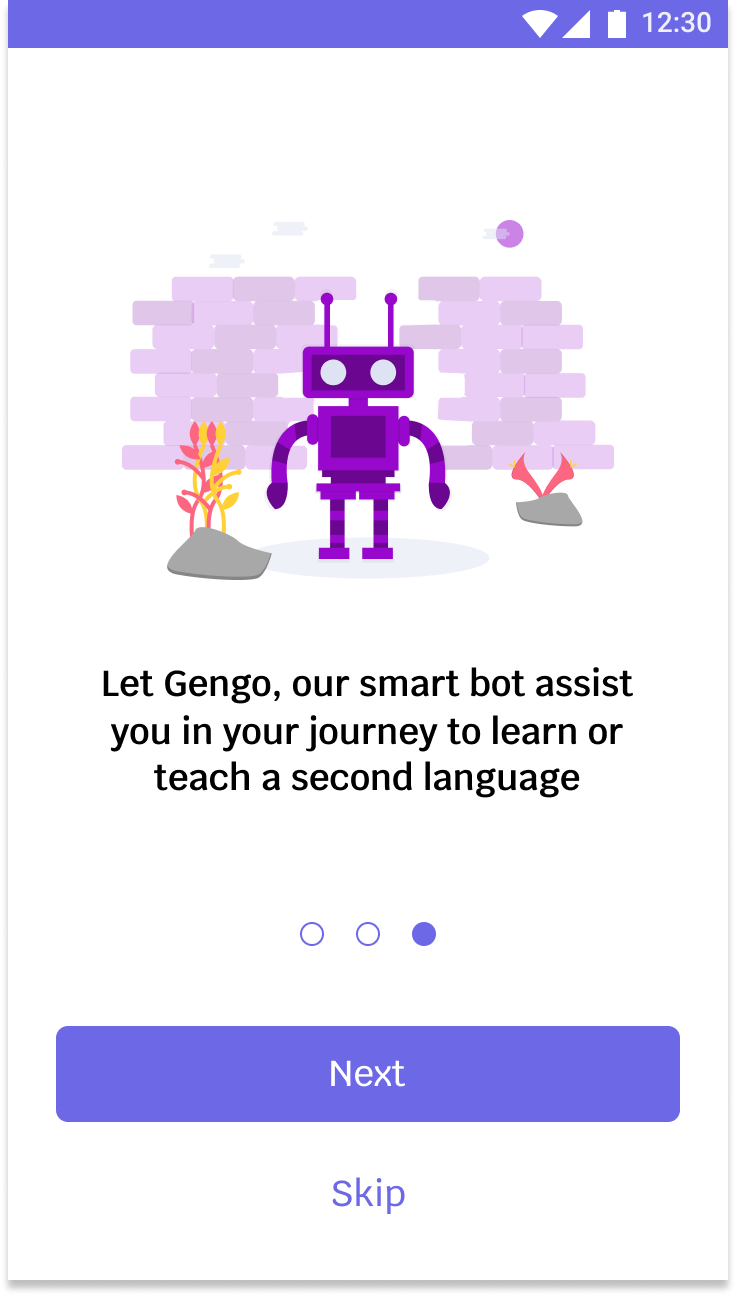 12:30
Let Gengo, our smart bot assist
you in your journey to learn or
teach a second language
Next
Skip